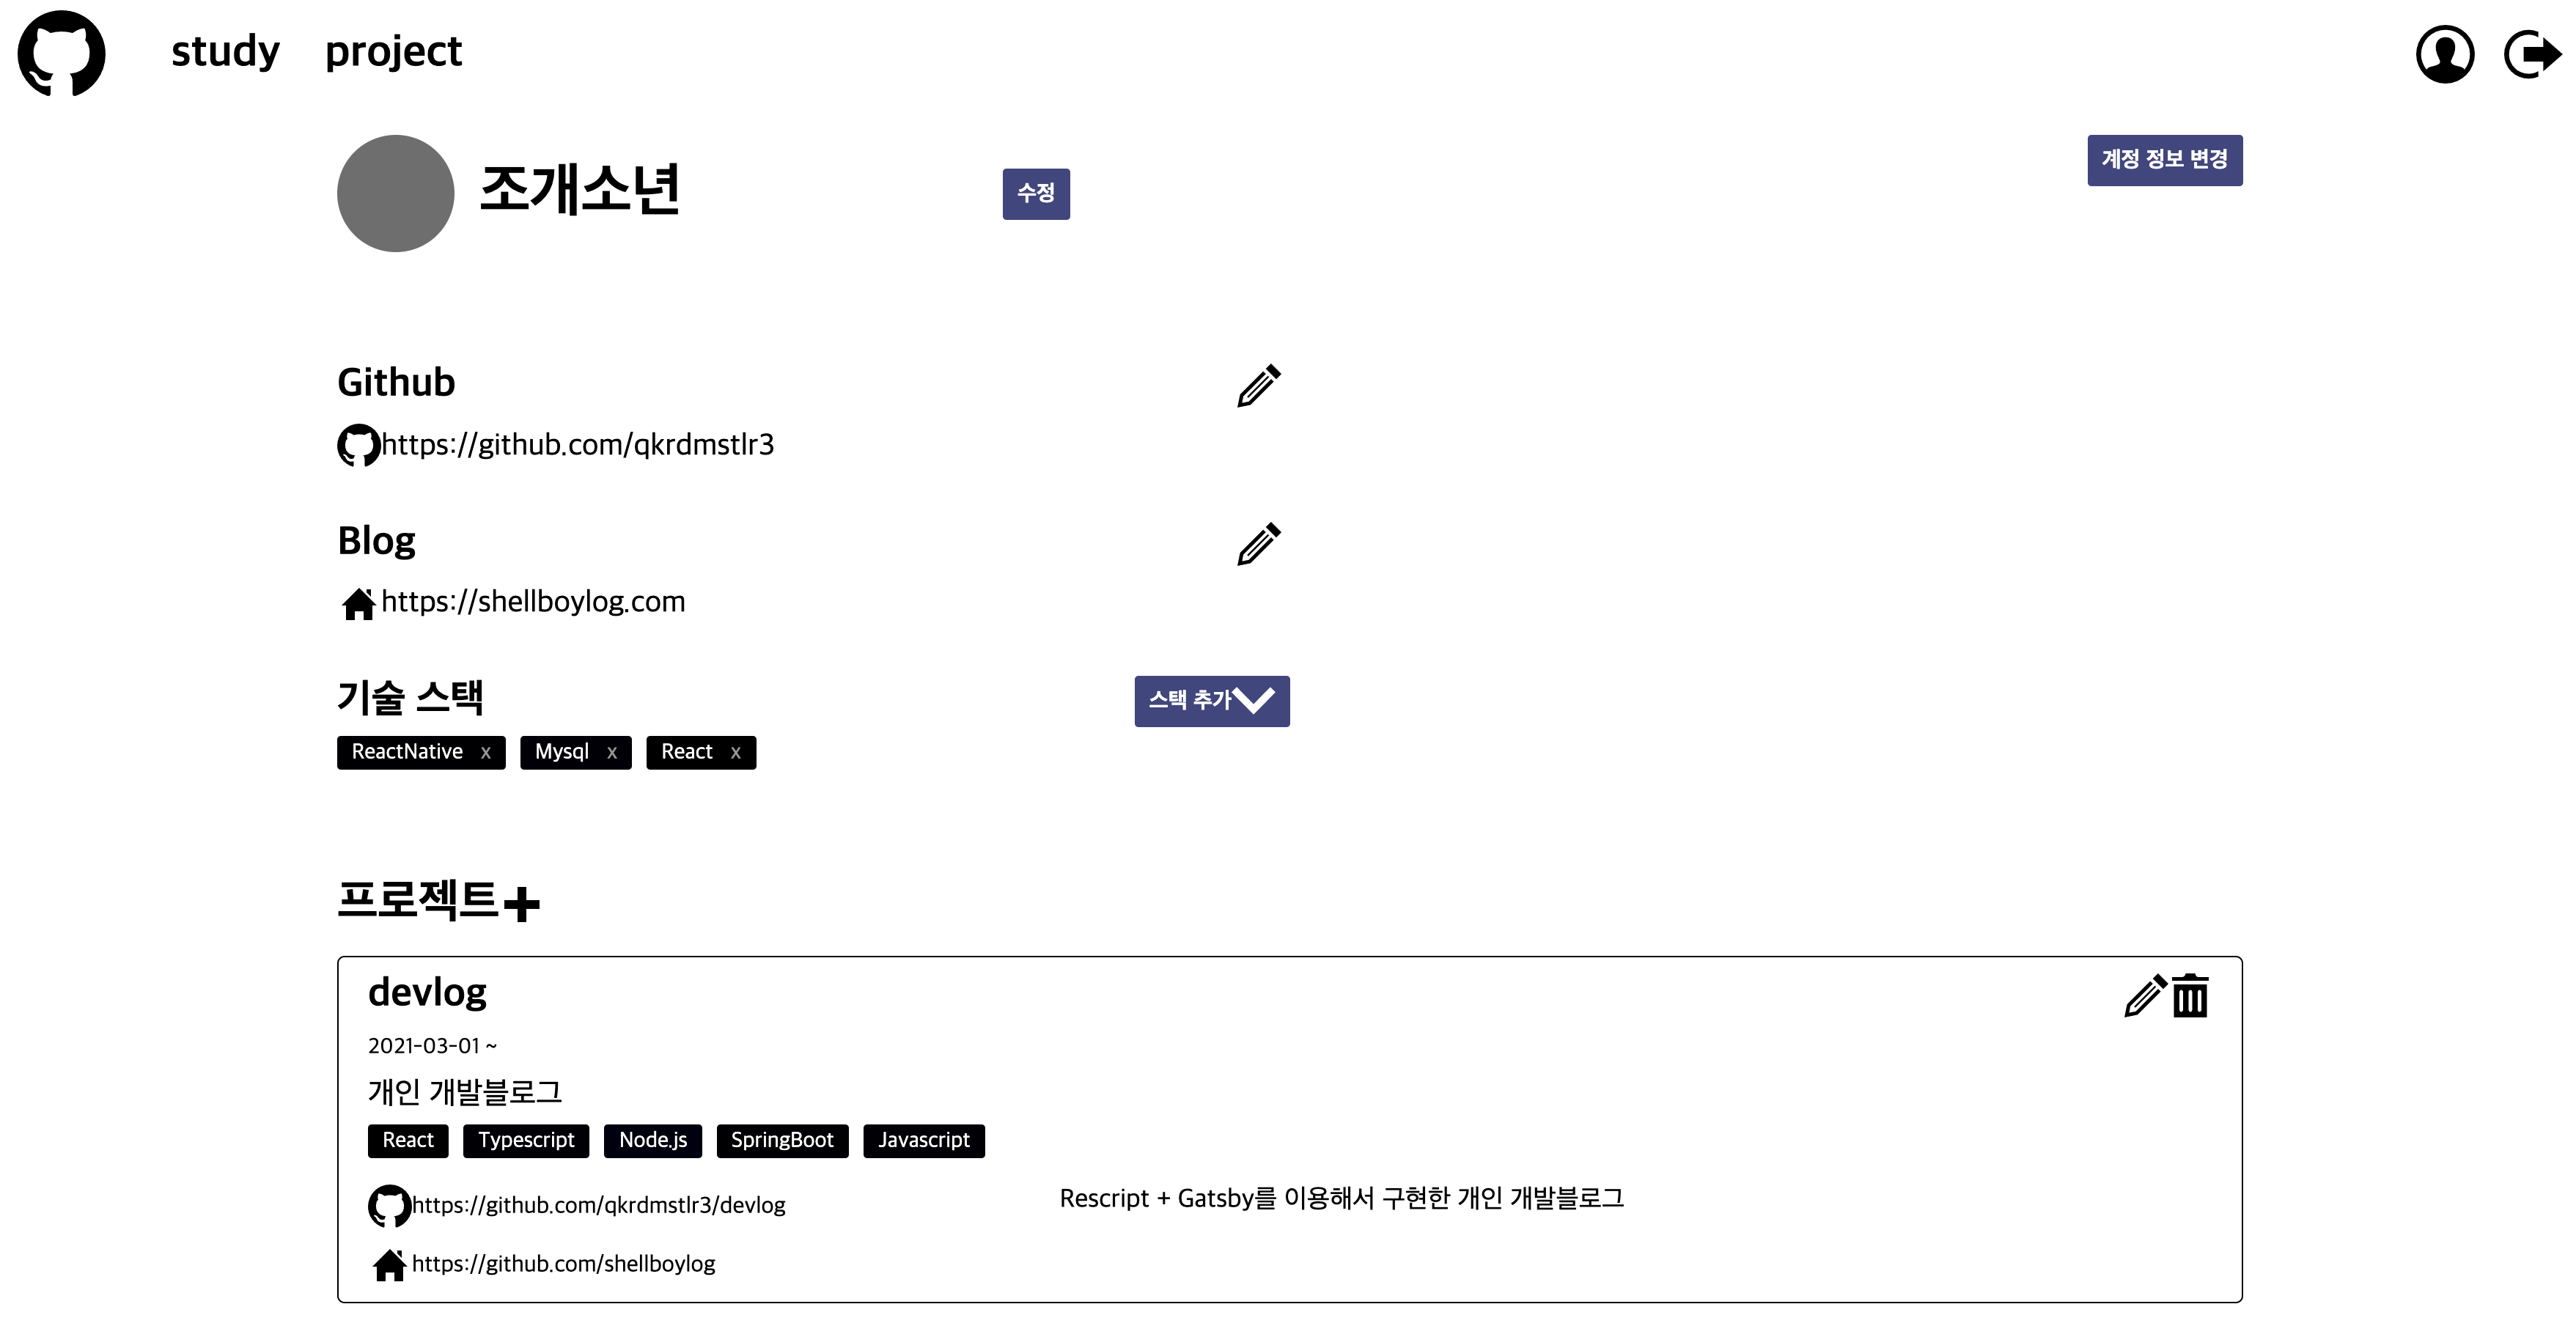 study project
조개소년 수정 계정 정보 변경
Github
https://github.com/qkrdmstlr3
Blog
https://shellboylog.com
기술 스택 스택 추가
ReactNative x Mysql x React x
프로젝트+
devlog
2021-03-01 ~
개인 개발블로그
React Typescript Node.js SpringBoot Javascript
https://github.com/qkrdmstlr3/devlog
Rescript + Gatsby를 이용해서 구현한 개인 개발블로그
https://github.com/shellboylog